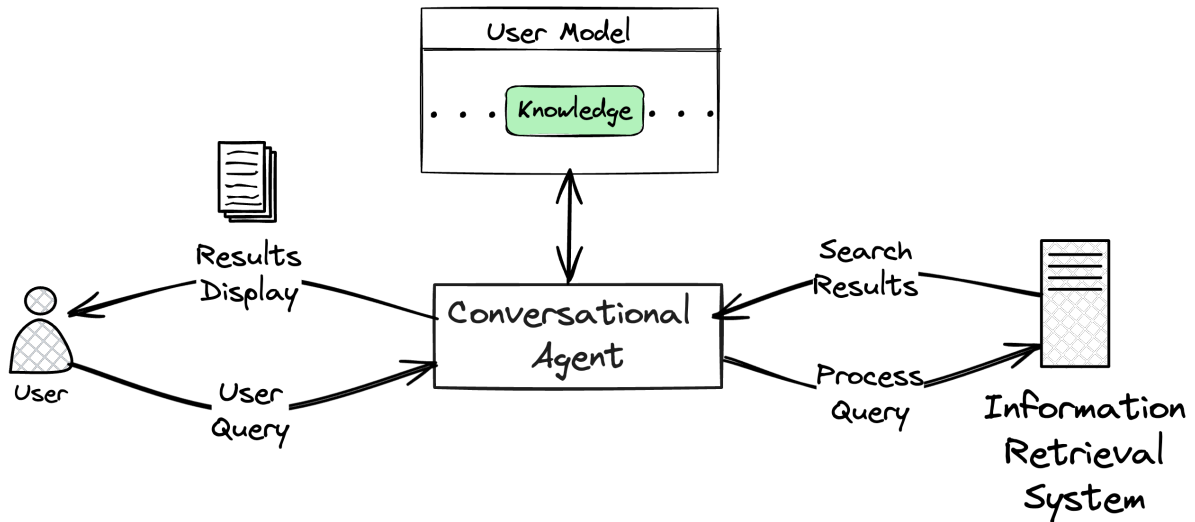 User Model
. . . Knowledge . . .
Results
Display
Search
Results
Conversational
Agent
User
User
Query
Process
Query
Information
Retrieval
System